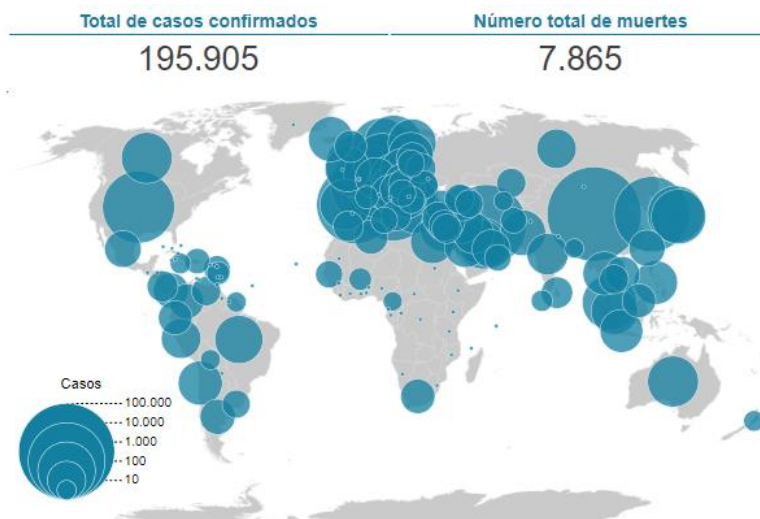 Total de casos confirmados
Número total de muertes
195.905
7.865
Casos
100.000
10.000
1.000
100
10